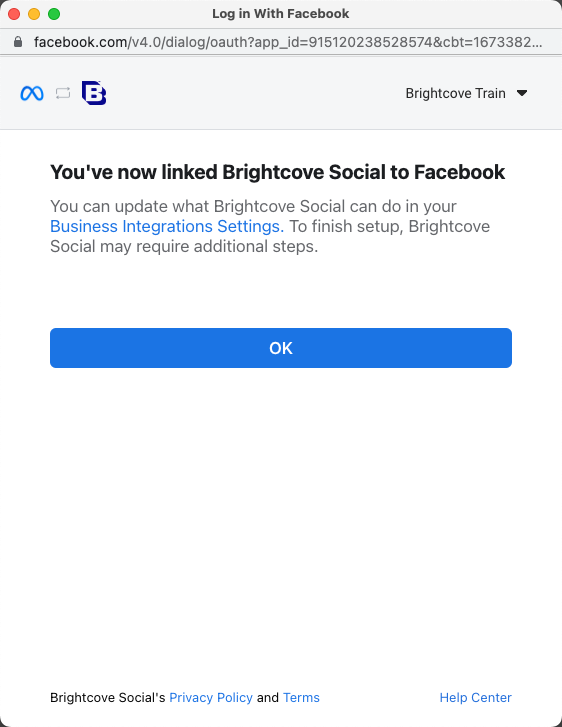 Log in With Facebook
facebook.com/v4.0/dialog/oauth?app_id=915120238528574&cbt=1673382...
B
Brightcove Train
You've now linked Brightcove Social to Facebook
You can update what Brightcove Social can do in your
Business Integrations Settings. To finish setup, Brightcove
Social may require additional steps.
OK
Brightcove Social's Privacy Policy and Terms
Help Center